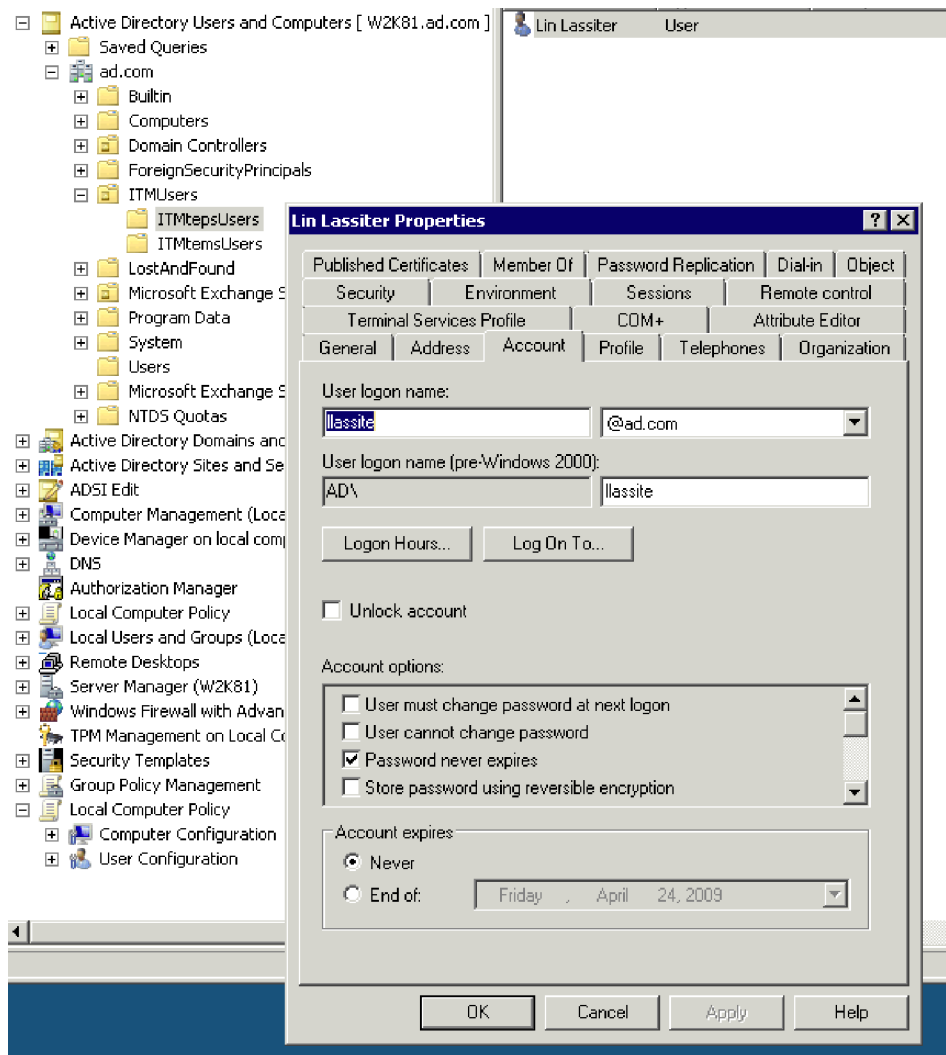 Active Directory Users and Computers [ W2K81.ad.com ]
Saved Queries
ad.com
Builtin
Computers
Domain Controllers
ForeignSecurityPrincipals
ITMUsers
ITMtepsUsers
ITMtemsUsers
LostAndFound
Microsoft Exchange S
Program Data
System
Users
Microsoft Exchange S
NTDS Quotas
Active Directory Domains and
Active Directory Sites and Se
ADSI Edit
Computer Management (Loca
Device Manager on local comp
DNS
Authorization Manager
Local Computer Policy
Local Users and Groups (Loca
Remote Desktops
Server Manager (W2K81)
Windows Firewall with Advan
TPM Management on Local Co
Security Templates
Group Policy Management
Local Computer Policy
Computer Configuration
User Configuration
Lin Lassiter User
Lin Lassiter Properties
Published Certificates Member Of Password Replication Dial-in Object
Security Environment Sessions Remote control
Terminal Services Profile COM+ Attribute Editor
General Address Account Profile Telephones Organization
User logon name:
llassite @ad.com
User logon name (pre-Windows 2000):
AD\ llassite
Logon Hours... Log On To...
Unlock account
Account options:
User must change password at next logon
User cannot change password
Password never expires
Store password using reversible encryption
Account expires
Never
End of: Friday , April 24, 2009
OK Cancel Apply Help